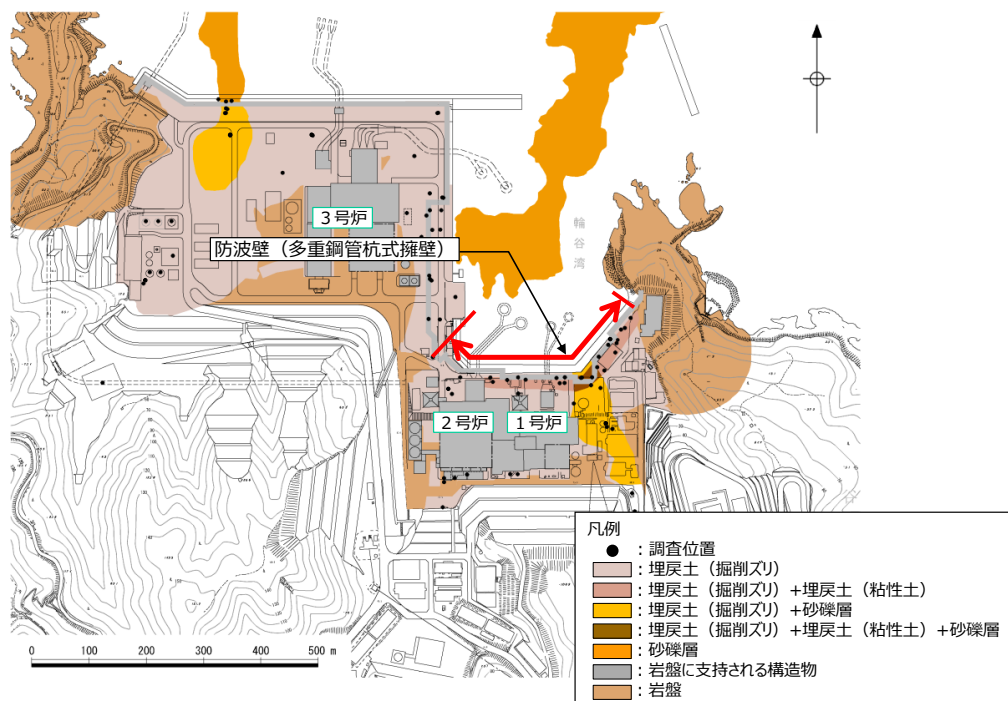 3号炉
輪谷湾
防波壁（多重鋼管杭式擁壁）
2号炉
1号炉
凡例
● ：調査位置
：埋戻土（掘削ズリ）
：埋戻土（掘削ズリ）+埋戻土（粘性土）
：埋戻土（掘削ズリ）+砂礫層
：埋戻土（掘削ズリ）+埋戻土（粘性土）+砂礫層
：砂礫層
：岩盤に支持される構造物
：岩盤
0 100 200 300 400 500 m